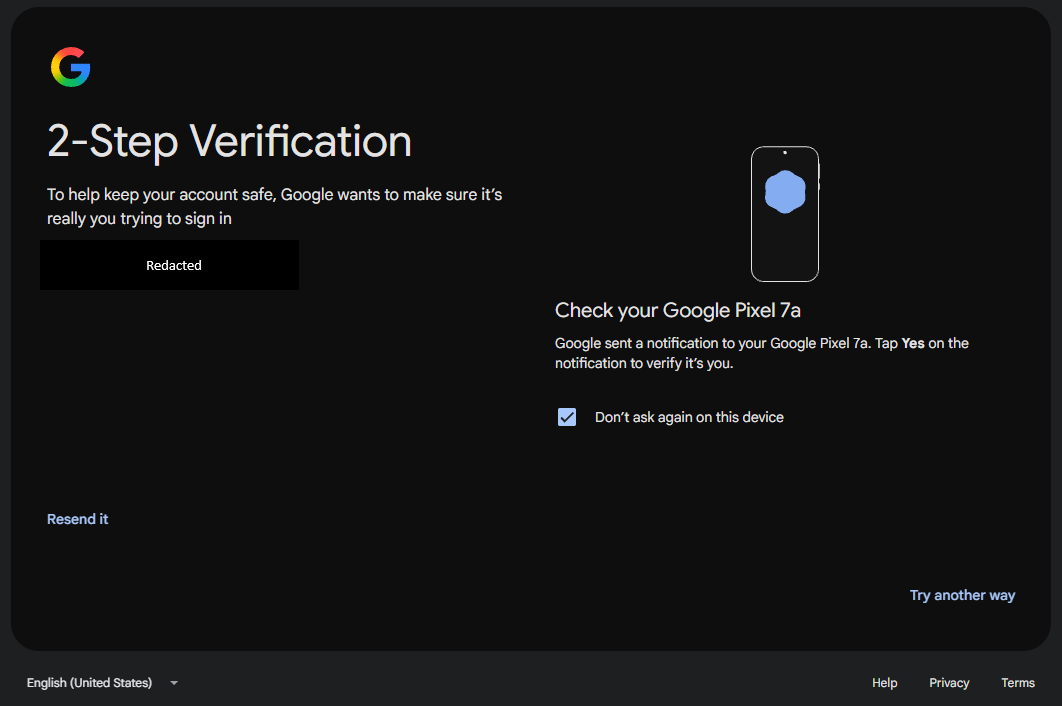 2-Step Verification
To help keep your account safe, Google wants to make sure it’s
really you trying to sign in
Redacted
Check your Google Pixel 7a
Google sent a notification to your Google Pixel 7a. Tap Yes on the
notification to verify it’s you.
Don’t ask again on this device
Resend it
Try another way
English (United States)
Help Privacy Terms